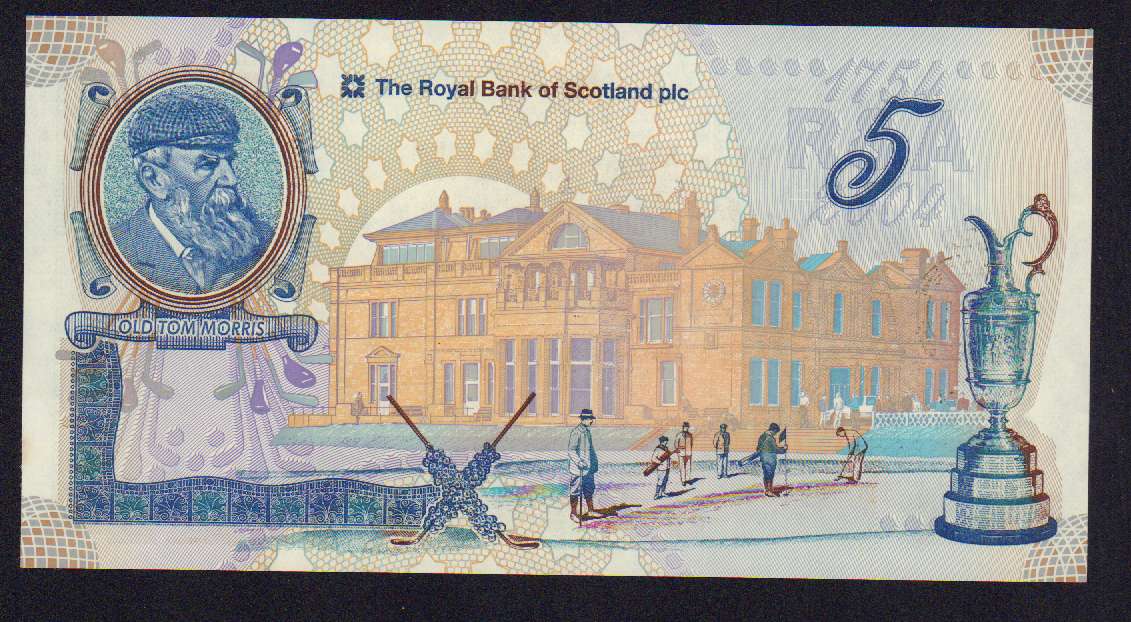 The Royal Bank of Scotland plc
1754
R&A
2004
5
OLD TOM MORRIS